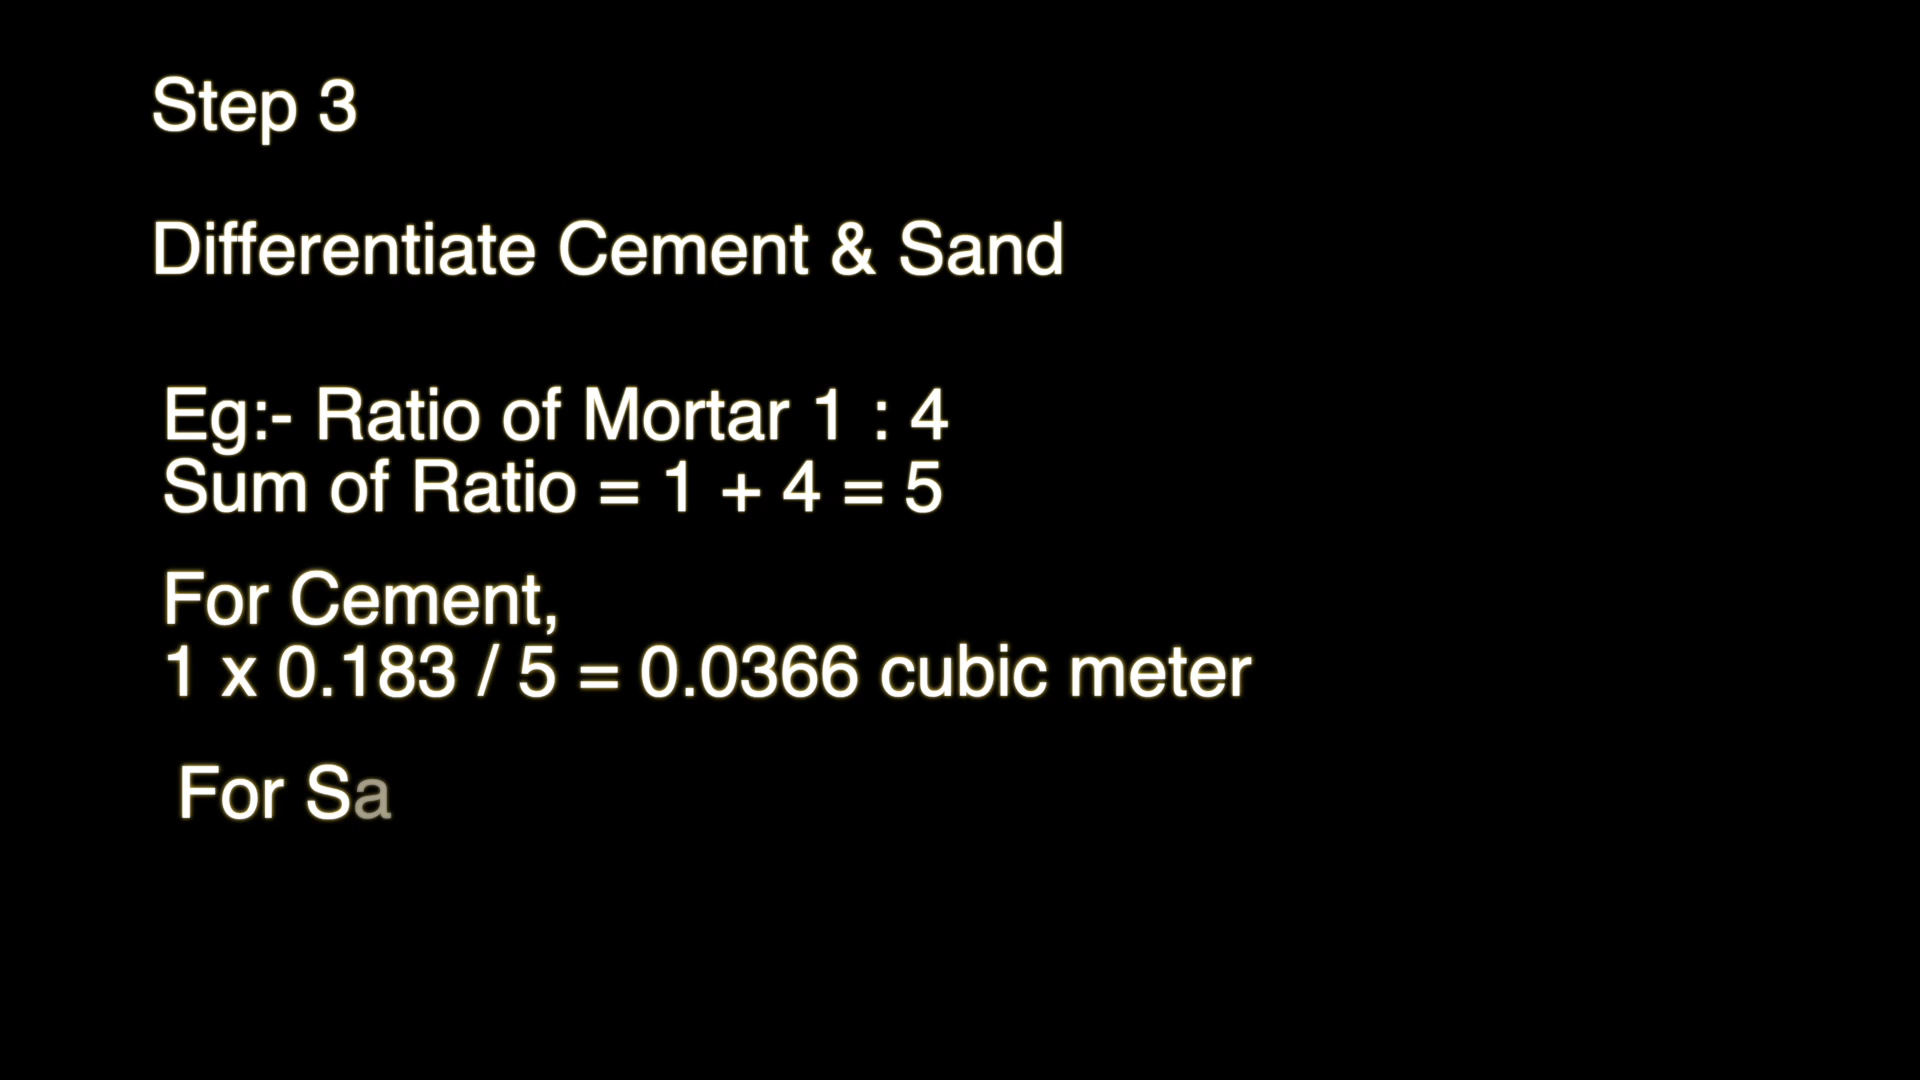 Step 3
Differentiate Cement & Sand
Eg:- Ratio of Mortar 1 : 4
Sum of Ratio = 1 + 4 = 5
For Cement,
1 x 0.183 / 5 = 0.0366 cubic meter
For Sa